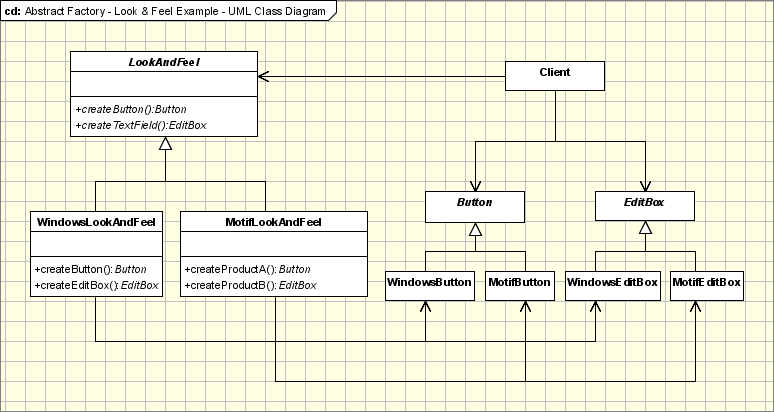 cd: Abstract Factory - Look & Feel Example - UML Class Diagram
LookAndFeel
+createButton():Button
+createTextField():EditBox
Client
WindowsLookAndFeel
+createButton():Button
+createEditBox():EditBox
MotifLookAndFeel
+createProductA():Button
+createProductB():EditBox
Button
EditBox
WindowsButton
MotifButton
WindowsEditBox
MotifEditBox